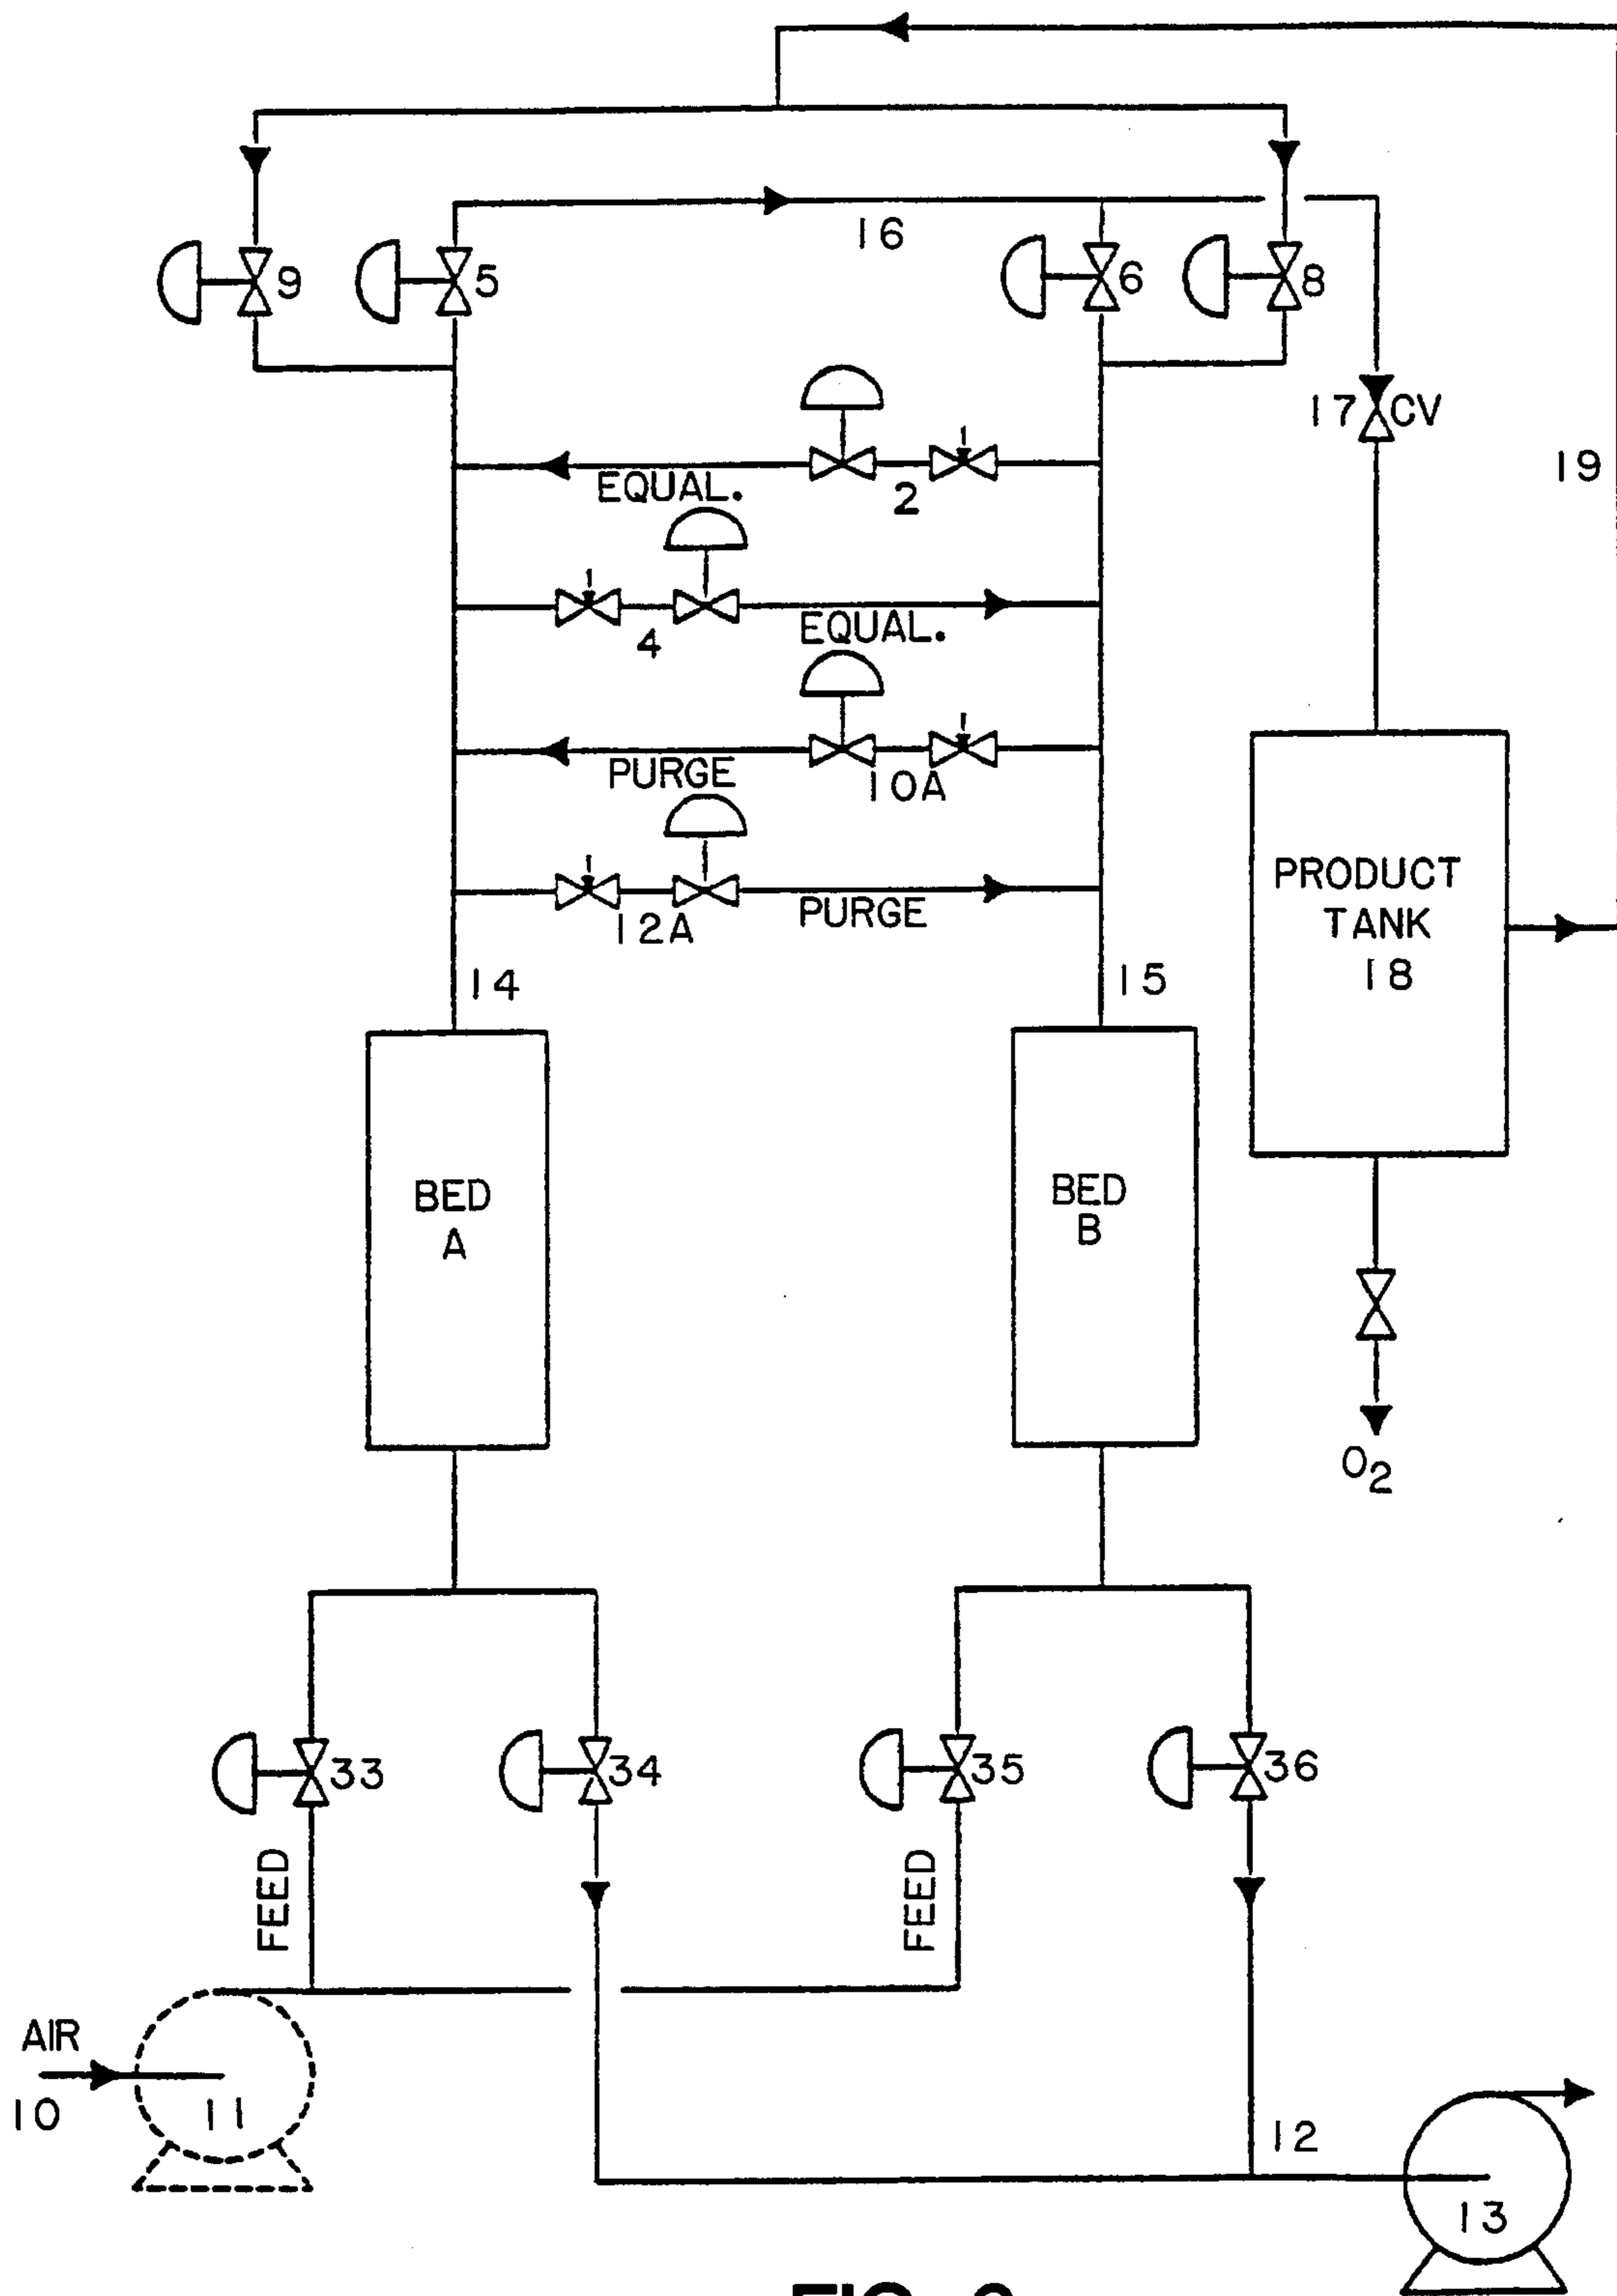 16
9
5
6
8
17 CV
19
EQUAL.
2
4
EQUAL.
PURGE
10A
12A
PURGE
PRODUCT
TANK
18
14
15
BED
A
BED
B
O2
33
34
35
36
FEED
FEED
AIR
10
11
12
13